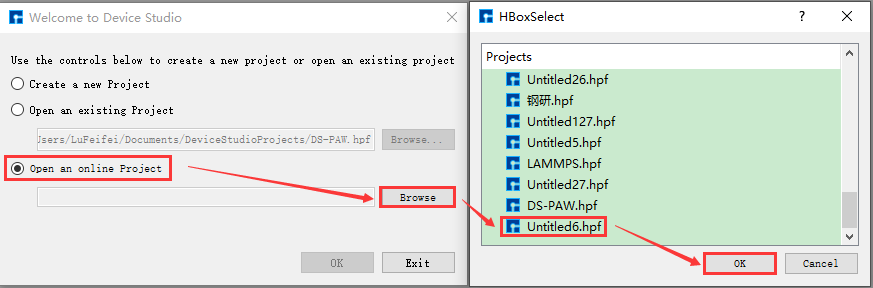 Welcome to Device Studio
Use the controls below to create a new project or open an existing project
Create a new Project
Open an existing Project
Jsers/LuFeifei/Documents/DeviceStudioProjects/DS-PAW.hpf
Browse...
Open an online Project
Browse
OK
Exit
HBoxSelect
?
Projects
Untitled26.hpf
钢研.hpf
Untitled127.hpf
Untitled5.hpf
LAMMPS.hpf
Untitled27.hpf
DS-PAW.hpf
Untitled6.hpf
OK
Cancel